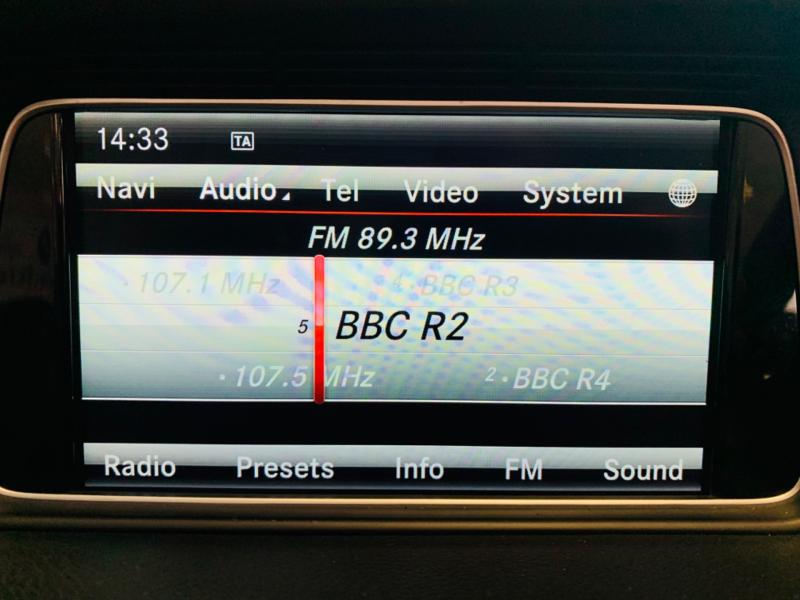 14:33 TA
Navi Audio Tel Video System
FM 89.3 MHz
· 107.1 MHz 4 · BBC R3
5 BBC R2
· 107.5 MHz 2 · BBC R4
Radio Presets Info FM Sound